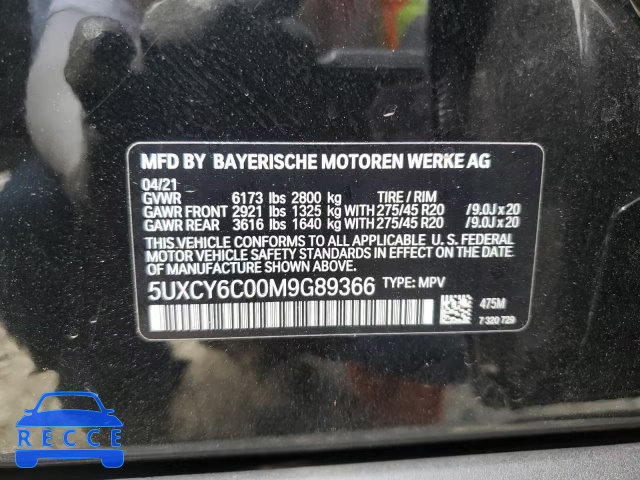 MFD BY BAYERISCHE MOTOREN WERKE AG
04/21
GVWR 6173 lbs 2800 kg TIRE / RIM
GAWR FRONT 2921 lbs 1325 kg WITH 275/45 R20 /9.0J x 20
GAWR REAR 3616 lbs 1640 kg WITH 275/45 R20 /9.0J x 20
THIS VEHICLE CONFORMS TO ALL APPLICABLE U. S. FEDERAL
MOTOR VEHICLE SAFETY STANDARDS IN EFFECT ON THE DATE
OF MANUFACTURE SHOWN ABOVE.
5UXCY6C00M9G89366 TYPE: MPV
475M
7 320 729
RECCE